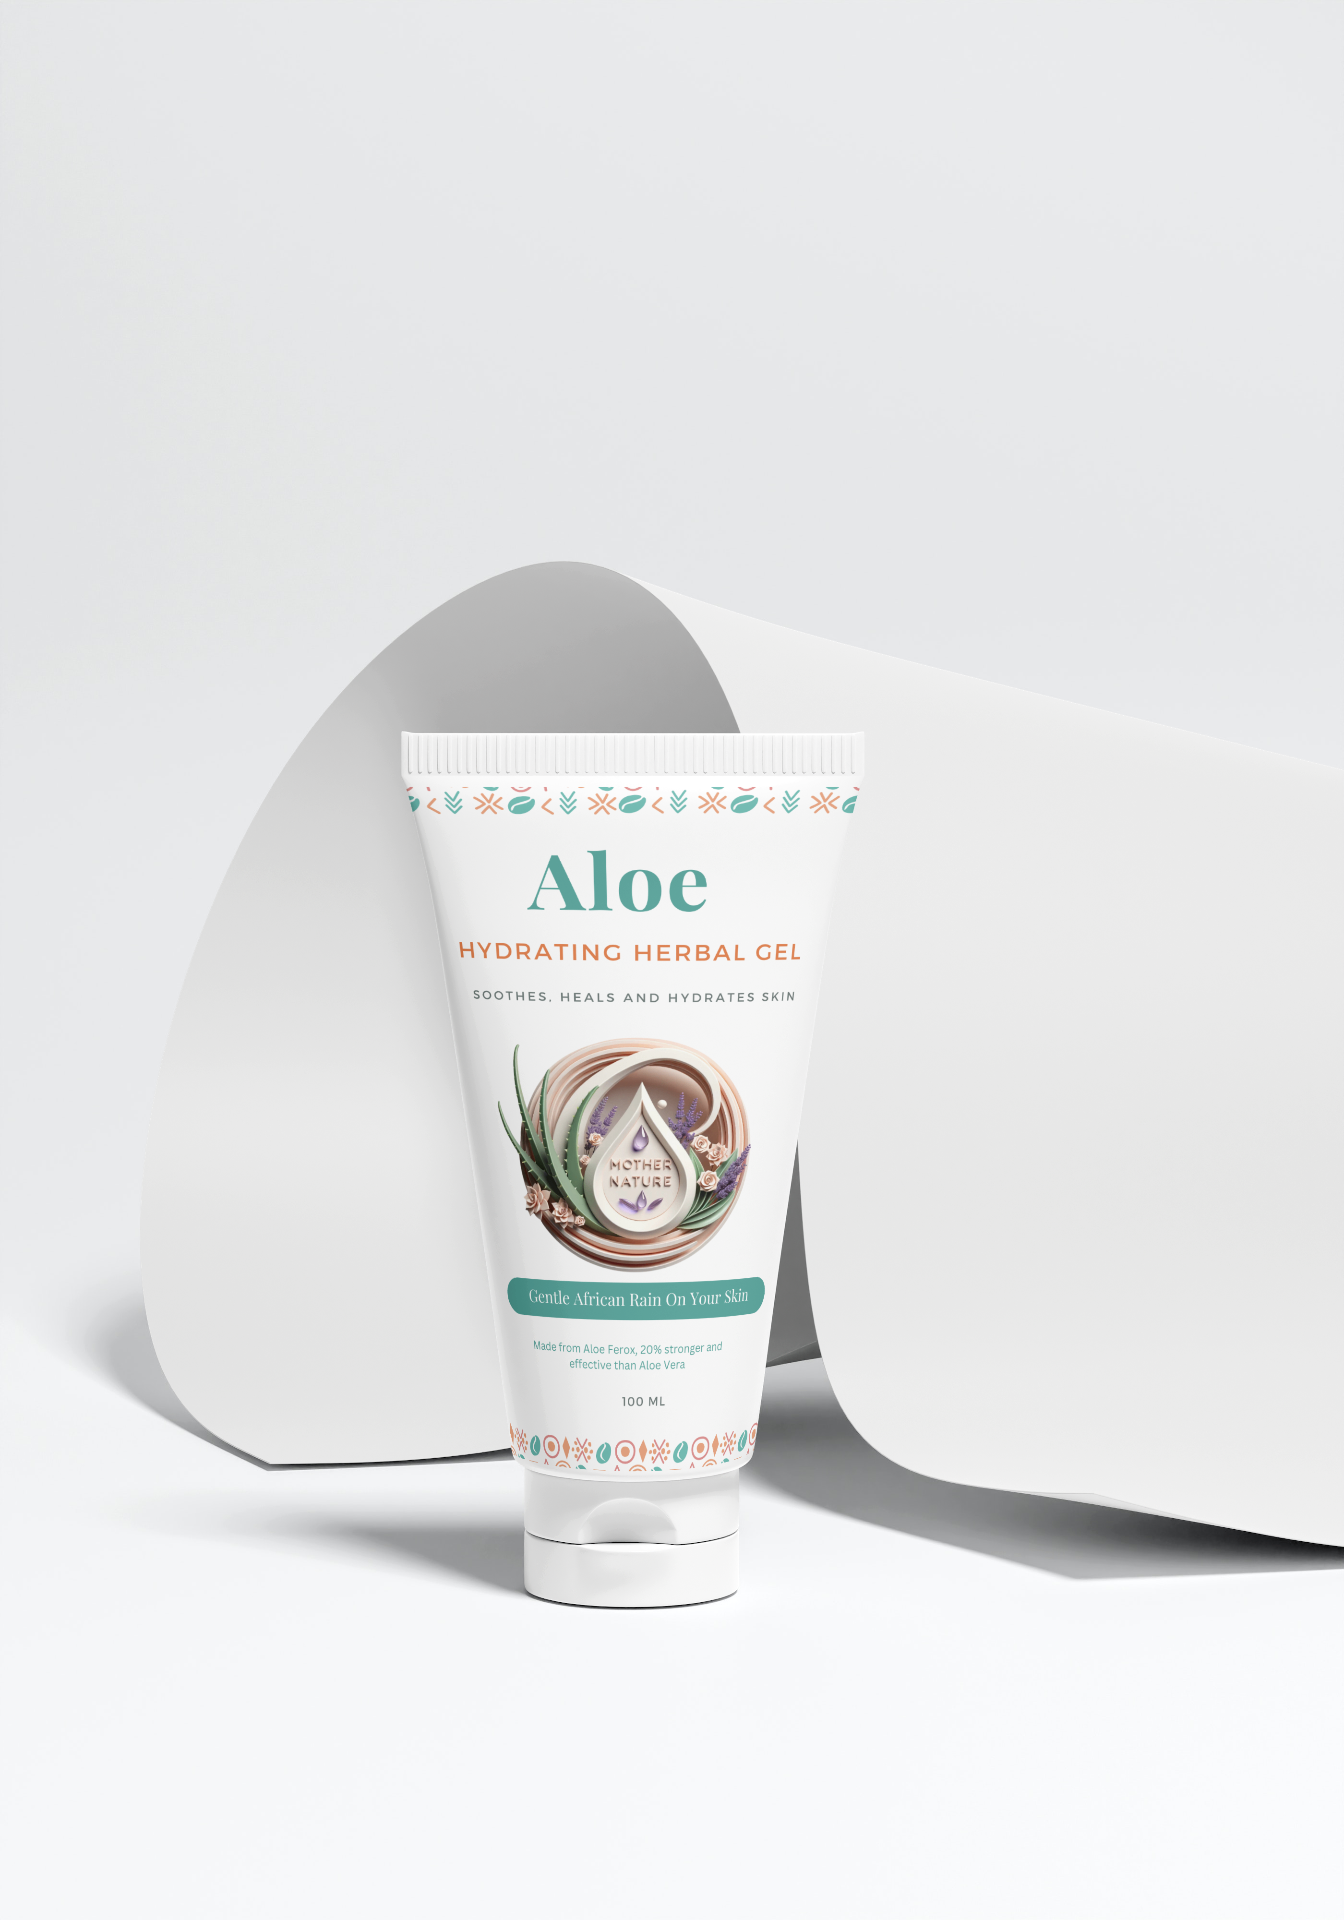 Aloe
HYDRATING HERBAL GEL
SOOTHES, HEALS AND HYDRATES SKIN
MOTHER
NATURE
Gentle African Rain On Your Skin
Made from Aloe Ferox, 20% stronger and
effective than Aloe Vera
100 ML